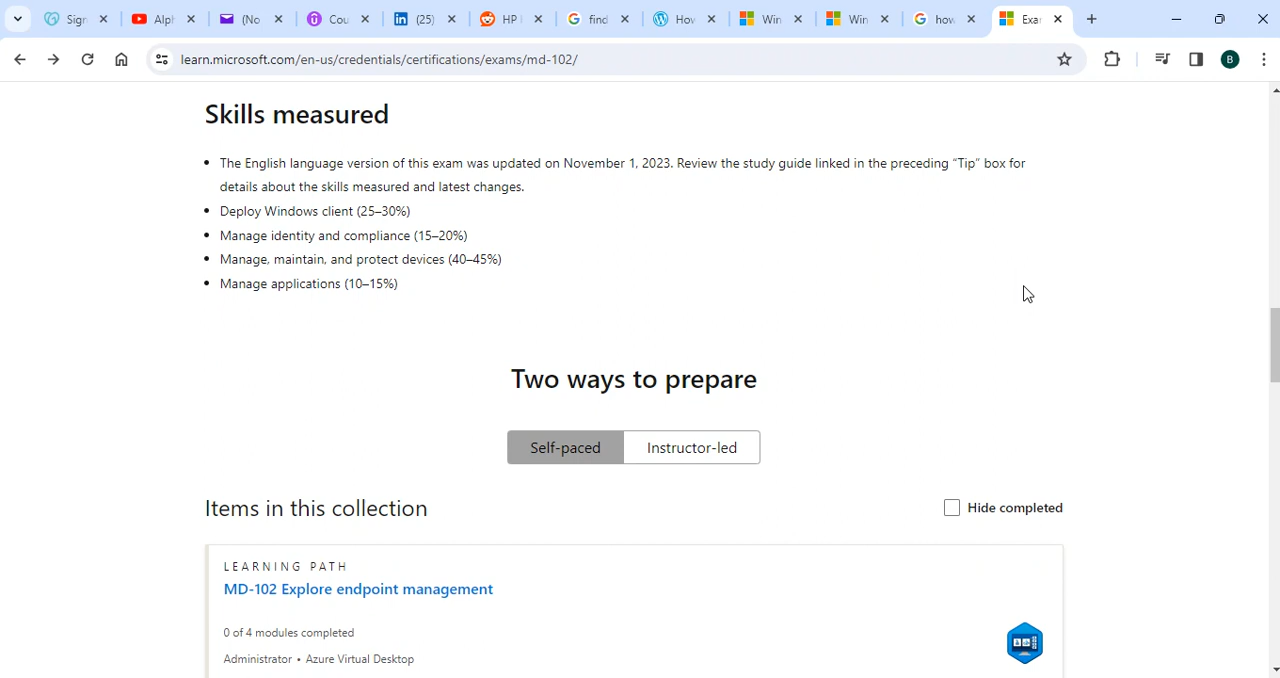 Sign
Alph
(No
Cou
(25)
HP
find
How
Win
Win
how
Exa
learn.microsoft.com/en-us/credentials/certifications/exams/md-102/
B
Skills measured
• The English language version of this exam was updated on November 1, 2023. Review the study guide linked in the preceding “Tip” box for
details about the skills measured and latest changes.
• Deploy Windows client (25–30%)
• Manage identity and compliance (15–20%)
• Manage, maintain, and protect devices (40–45%)
• Manage applications (10–15%)
Two ways to prepare
Self-paced Instructor-led
Items in this collection
Hide completed
LEARNING PATH
MD-102 Explore endpoint management
0 of 4 modules completed
Administrator • Azure Virtual Desktop